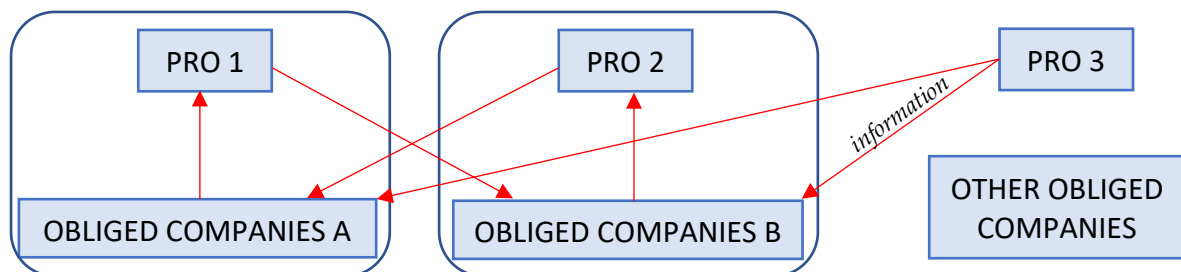 PRO 1
PRO 2
PRO 3
information
OBLIGED COMPANIES A
OBLIGED COMPANIES B
OTHER OBLIGED
COMPANIES